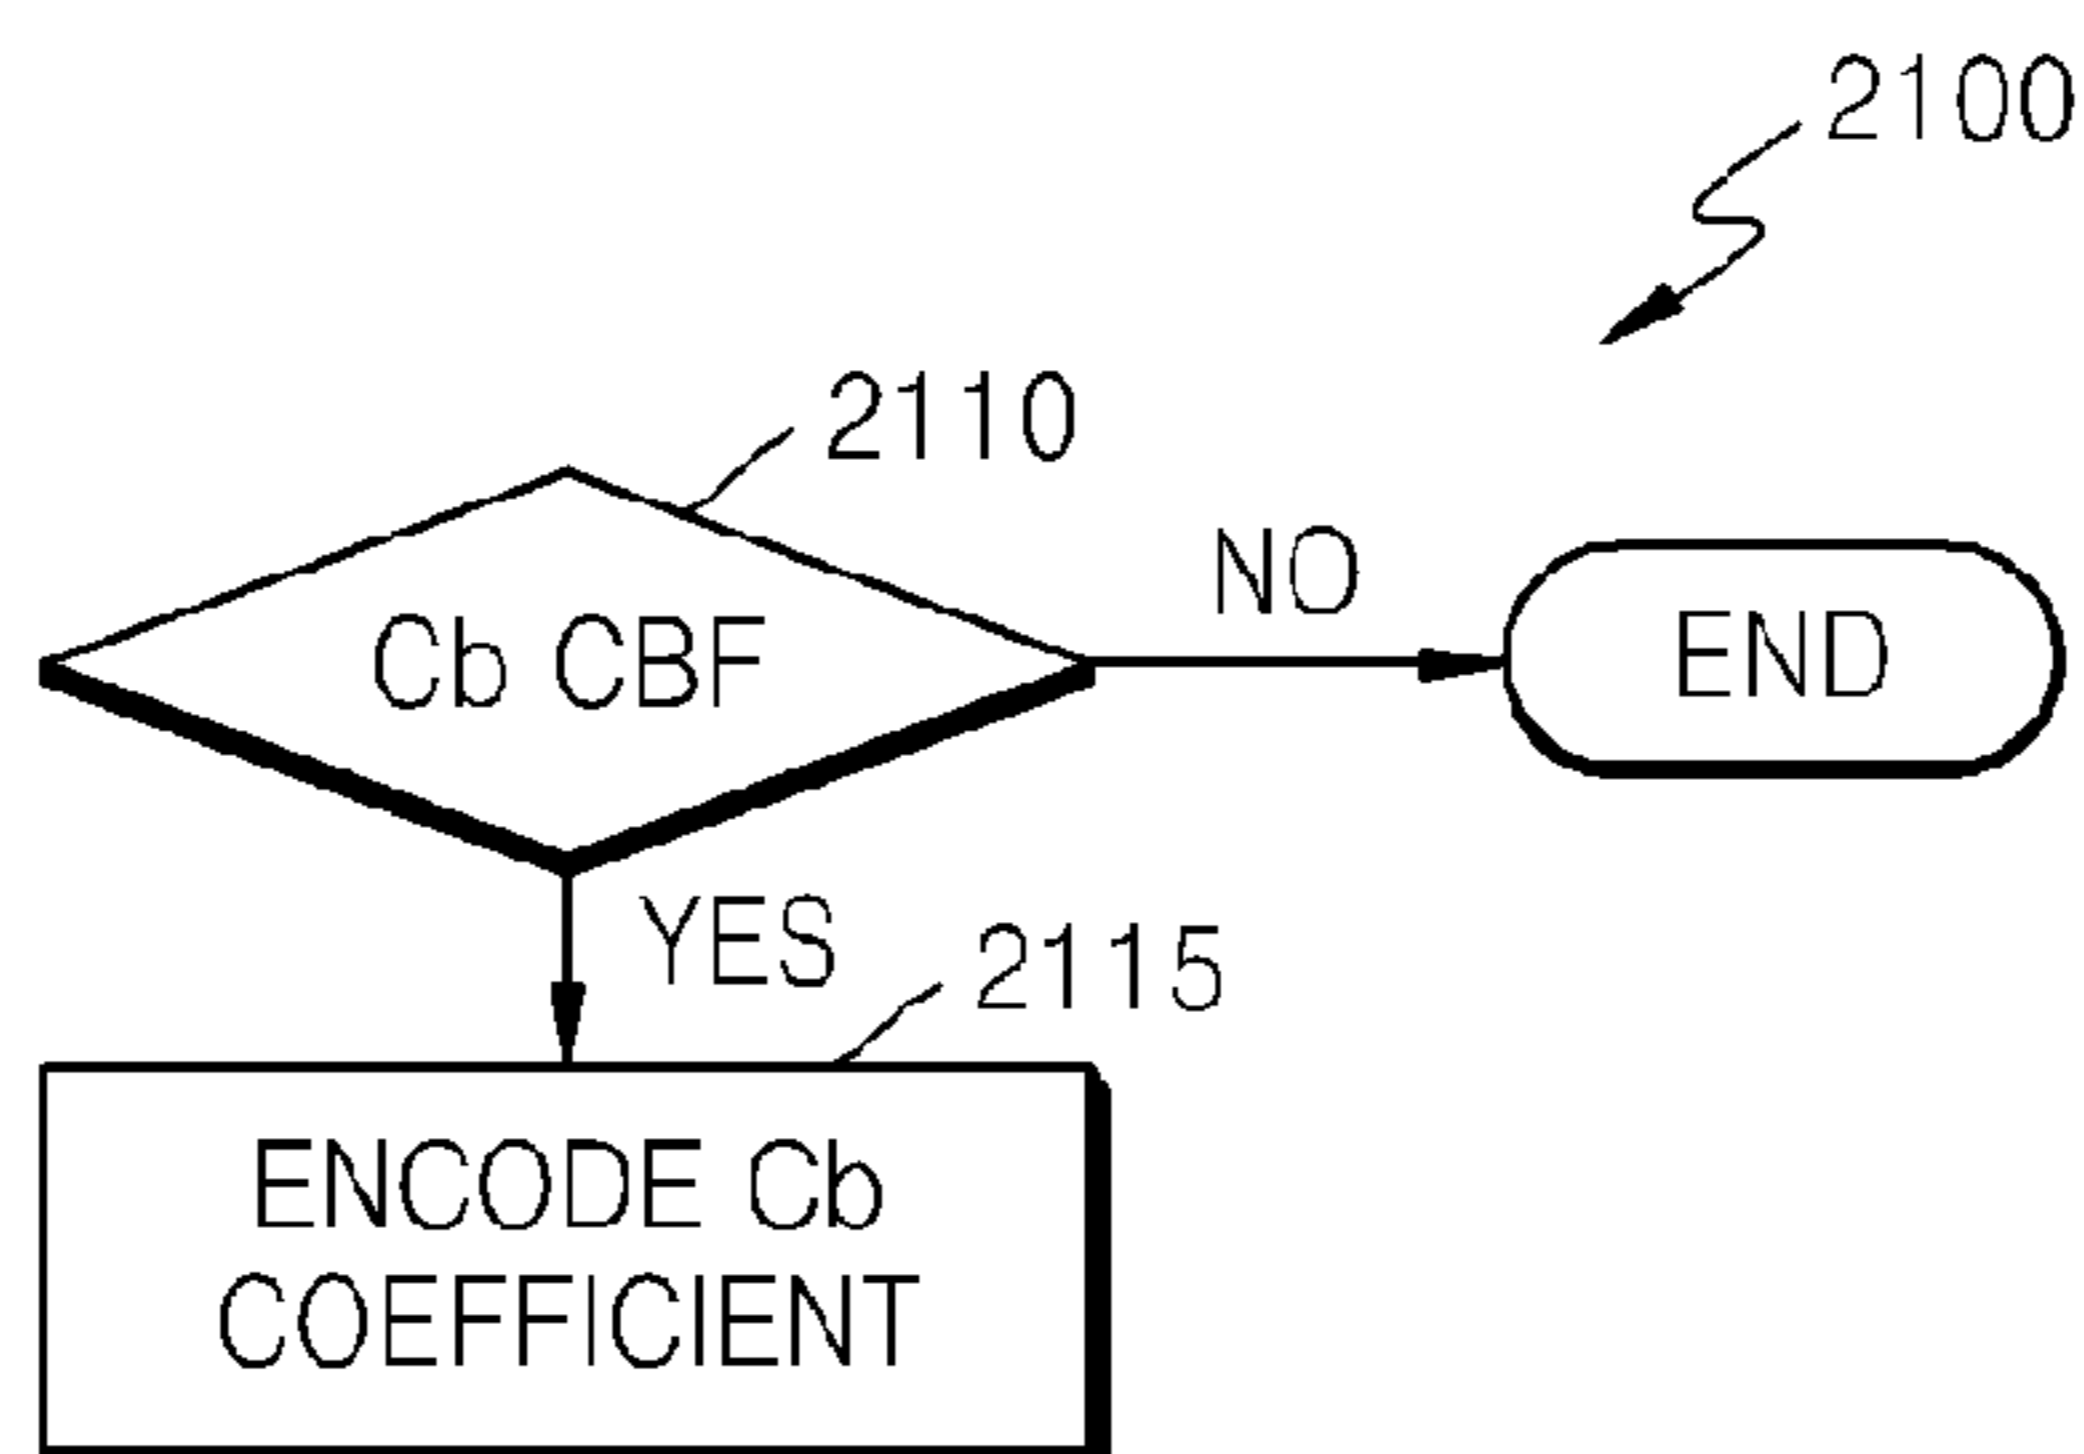 2100
2110
Cb CBF
NO
END
YES
2115
ENCODE Cb
COEFFICIENT